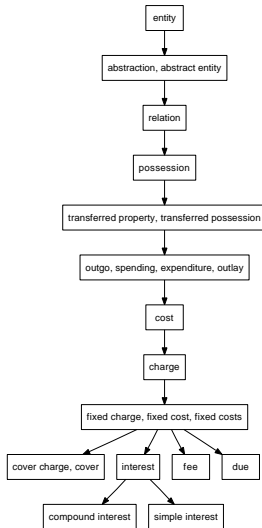 entity
abstraction, abstract entity
relation
possession
transferred property, transferred possession
outgo, spending, expenditure, outlay
cost
charge
fixed charge, fixed cost, fixed costs
cover charge, cover
interest
fee
due
compound interest
simple interest